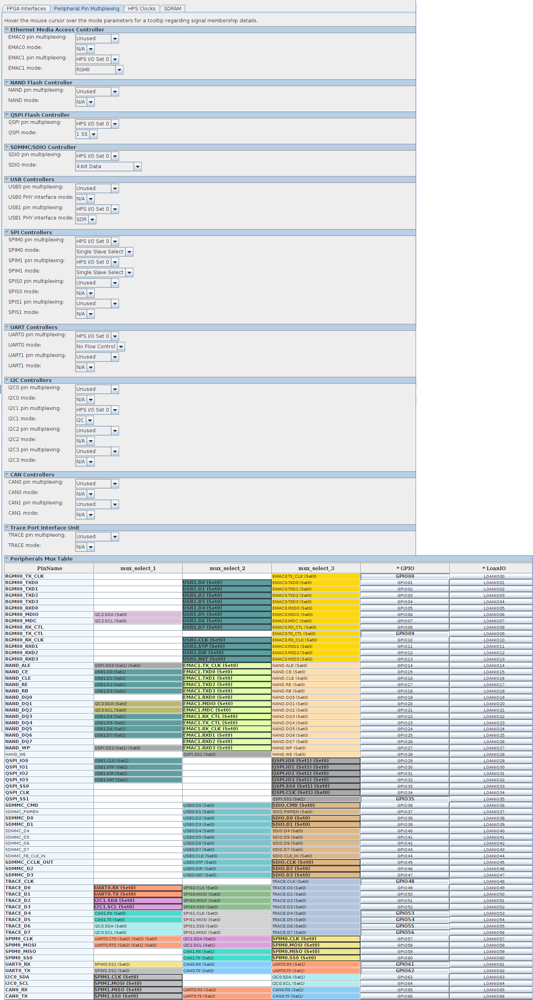 FPGA Interfaces Peripheral Pin Multiplexing HPS Clocks SDRAM
Hover the mouse cursor over the mode parameters for a tooltip regarding signal membership details.
Ethernet Media Access Controller
EMAC0 pin multiplexing: Unused
EMAC0 mode: N/A
EMAC1 pin multiplexing: HPS I/O Set 0
EMAC1 mode: RGMII
NAND Flash Controller
NAND pin multiplexing: Unused
NAND mode: N/A
QSPI Flash Controller
QSPI pin multiplexing: HPS I/O Set 0
QSPI mode: 1 SS
SDMMC/SDIO Controller
SDIO pin multiplexing: HPS I/O Set 0
SDIO mode: 4-bit Data
USB Controllers
USB0 pin multiplexing: Unused
USB0 PHY interface mode: N/A
USB1 pin multiplexing: HPS I/O Set 0
USB1 PHY interface mode: SDR
SPI Controllers
SPIM0 pin multiplexing: HPS I/O Set 0
SPIM0 mode: Single Slave Select
SPIM1 pin multiplexing: HPS I/O Set 0
SPIM1 mode: Single Slave Select
SPIS0 pin multiplexing: Unused
SPIS0 mode: N/A
SPIS1 pin multiplexing: Unused
SPIS1 mode: N/A
UART Controllers
UART0 pin multiplexing: HPS I/O Set 0
UART0 mode: No Flow Control
UART1 pin multiplexing: Unused
UART1 mode: N/A
I2C Controllers
I2C0 pin multiplexing: Unused
I2C0 mode: N/A
I2C1 pin multiplexing: HPS I/O Set 0
I2C1 mode: I2C
I2C2 pin multiplexing: Unused
I2C2 mode: N/A
I2C3 pin multiplexing: Unused
I2C3 mode: N/A
CAN Controllers
CAN0 pin multiplexing: Unused
CAN0 mode: N/A
CAN1 pin multiplexing: Unused
CAN1 mode: N/A
Trace Port Interface Unit
TRACE pin multiplexing: Unused
TRACE mode: N/A
Peripherals Mux Table
PinName mux_select_1 mux_select_2 mux_select_3 * GPIO * LoanIO
RGMII0_TX_CLK EMAC0.TX_CLK (Set0) GPIO00 LOANIO00
RGMII0_TXD0 USB1.D0 (Set0) EMAC0.TXD0 (Set0) GPIO01 LOANIO01
RGMII0_TXD1 USB1.D1 (Set0) EMAC0.TXD1 (Set0) GPIO02 LOANIO02
RGMII0_TXD2 USB1.D2 (Set0) EMAC0.TXD2 (Set0) GPIO03 LOANIO03
RGMII0_TXD3 USB1.D3 (Set0) EMAC0.TXD3 (Set0) GPIO04 LOANIO04
RGMII0_RXD0 USB1.D4 (Set0) EMAC0.RXD0 (Set0) GPIO05 LOANIO05
RGMII0_MDIO I2C2.SDA (Set0) USB1.D5 (Set0) EMAC0.MDIO (Set0) GPIO06 LOANIO06
RGMII0_MDC I2C2.SCL (Set0) USB1.D6 (Set0) EMAC0.MDC (Set0) GPIO07 LOANIO07
RGMII0_RX_CTL USB1.D7 (Set0) EMAC0.RX_CTL (Set0) GPIO08 LOANIO08
RGMII0_TX_CTL EMAC0.TX_CTL (Set0) GPIO09 LOANIO09
RGMII0_RX_CLK USB1.CLK (Set0) EMAC0.RX_CLK (Set0) GPIO10 LOANIO10
RGMII0_RXD1 USB1.STP (Set0) EMAC0.RXD1 (Set0) GPIO11 LOANIO11
RGMII0_RXD2 USB1.DIR (Set0) EMAC0.RXD2 (Set0) GPIO12 LOANIO12
RGMII0_RXD3 USB1.NXT (Set0) EMAC0.RXD3 (Set0) GPIO13 LOANIO13
NAND_ALE QSPI.SS3 (Set1) (Set0) EMAC1.TX_CLK (Set0) NAND.ALE (Set0) GPIO14 LOANIO14
NAND_CE USB1.D0 (Set1) EMAC1.TXD0 (Set0) NAND.CE (Set0) GPIO15 LOANIO15
NAND_CLE USB1.D1 (Set1) EMAC1.TXD1 (Set0) NAND.CLE (Set0) GPIO16 LOANIO16
NAND_RE USB1.D2 (Set1) EMAC1.TXD2 (Set0) NAND.RE (Set0) GPIO17 LOANIO17
NAND_RB USB1.D3 (Set1) EMAC1.TXD3 (Set0) NAND.RB (Set0) GPIO18 LOANIO18
NAND_DQ0 EMAC1.RXD0 (Set0) NAND.DQ0 (Set0) GPIO19 LOANIO19
NAND_DQ1 I2C3.SDA (Set0) EMAC1.MDIO (Set0) NAND.DQ1 (Set0) GPIO20 LOANIO20
NAND_DQ2 I2C3.SCL (Set0) EMAC1.MDC (Set0) NAND.DQ2 (Set0) GPIO21 LOANIO21
NAND_DQ3 USB1.D4 (Set1) EMAC1.RX_CTL (Set0) NAND.DQ3 (Set0) GPIO22 LOANIO22
NAND_DQ4 USB1.D5 (Set1) EMAC1.TX_CTL (Set0) NAND.DQ4 (Set0) GPIO23 LOANIO23
NAND_DQ5 USB1.D6 (Set1) EMAC1.RX_CLK (Set0) NAND.DQ5 (Set0) GPIO24 LOANIO24
NAND_DQ6 USB1.D7 (Set1) EMAC1.RXD1 (Set0) NAND.DQ6 (Set0) GPIO25 LOANIO25
NAND_DQ7 EMAC1.RXD2 (Set0) NAND.DQ7 (Set0) GPIO26 LOANIO26
NAND_WP QSPI.SS2 (Set1) (Set0) EMAC1.RXD3 (Set0) NAND.WP (Set0) GPIO27 LOANIO27
NAND_WE QSPI.SS1 (Set0) NAND.WE (Set0) GPIO28 LOANIO28
QSPI_IO0 USB1.CLK (Set1) QSPI.IO0 (Set1) (Set0) GPIO29 LOANIO29
QSPI_IO1 USB1.STP (Set1) QSPI.IO1 (Set1) (Set0) GPIO30 LOANIO30
QSPI_IO2 USB1.DIR (Set1) QSPI.IO2 (Set1) (Set0) GPIO31 LOANIO31
QSPI_IO3 USB1.NXT (Set1) QSPI.IO3 (Set1) (Set0) GPIO32 LOANIO32
QSPI_SS0 QSPI.SS0 (Set1) (Set0) GPIO33 LOANIO33
QSPI_CLK QSPI.CLK (Set1) (Set0) GPIO34 LOANIO34
QSPI_SS1 QSPI.SS1 (Set1) GPIO35 LOANIO35
SDMMC_CMD USB0.D0 (Set0) SDIO.CMD (Set0) GPIO36 LOANIO36
SDMMC_PWREN USB0.D1 (Set0) SDIO.PWREN (Set0) GPIO37 LOANIO37
SDMMC_D0 USB0.D2 (Set0) SDIO.D0 (Set0) GPIO38 LOANIO38
SDMMC_D1 USB0.D3 (Set0) SDIO.D1 (Set0) GPIO39 LOANIO39
SDMMC_D4 USB0.D4 (Set0) SDIO.D4 (Set0) GPIO40 LOANIO40
SDMMC_D5 USB0.D5 (Set0) SDIO.D5 (Set0) GPIO41 LOANIO41
SDMMC_D6 USB0.D6 (Set0) SDIO.D6 (Set0) GPIO42 LOANIO42
SDMMC_D7 USB0.D7 (Set0) SDIO.D7 (Set0) GPIO43 LOANIO43
SDMMC_FB_CLK_IN USB0.CLK (Set0) SDIO.CLK_IN (Set0) GPIO44 LOANIO44
SDMMC_CCLK_OUT USB0.STP (Set0) SDIO.CLK (Set0) GPIO45 LOANIO45
SDMMC_D2 USB0.DIR (Set0) SDIO.D2 (Set0) GPIO46 LOANIO46
SDMMC_D3 USB0.NXT (Set0) SDIO.D3 (Set0) GPIO47 LOANIO47
TRACE_CLK TRACE.CLK (Set0) GPIO48 LOANIO48
TRACE_D0 UART0.RX (Set0) SPIS0.CLK (Set0) TRACE.D0 (Set0) GPIO49 LOANIO49
TRACE_D1 UART0.TX (Set0) SPIS0.MOSI (Set0) TRACE.D1 (Set0) GPIO50 LOANIO50
TRACE_D2 I2C1.SDA (Set0) SPIS0.MISO (Set0) TRACE.D2 (Set0) GPIO51 LOANIO51
TRACE_D3 I2C1.SCL (Set0) SPIS0.SS0 (Set0) TRACE.D3 (Set0) GPIO52 LOANIO52
TRACE_D4 CAN1.RX (Set0) SPIS1.CLK (Set0) TRACE.D4 (Set0) GPIO53 LOANIO53
TRACE_D5 CAN1.TX (Set0) SPIS1.MOSI (Set0) TRACE.D5 (Set0) GPIO54 LOANIO54
TRACE_D6 I2C0.SDA (Set0) SPIS1.SS0 (Set0) TRACE.D6 (Set0) GPIO55 LOANIO55
TRACE_D7 I2C0.SCL (Set0) SPIS1.MISO (Set0) TRACE.D7 (Set0) GPIO56 LOANIO56
SPIM0_CLK UART0.CTS (Set2) (Set1) (Set0) I2C1.SDA (Set1) SPIM0.CLK (Set0) GPIO57 LOANIO57
SPIM0_MOSI UART0.RTS (Set2) (Set1) (Set0) I2C1.SCL (Set1) SPIM0.MOSI (Set0) GPIO58 LOANIO58
SPIM0_MISO CAN1.RX (Set1) SPIM0.MISO (Set0) GPIO59 LOANIO59
SPIM0_SS0 CAN1.TX (Set1) SPIM0.SS0 (Set0) GPIO60 LOANIO60
UART0_RX SPIM0.SS1 (Set0) CAN0.RX (Set0) UART0.RX (Set1) GPIO61 LOANIO61
UART0_TX SPIM1.SS1 (Set0) CAN0.TX (Set0) UART0.TX (Set1) GPIO62 LOANIO62
I2C0_SDA SPIM1.CLK (Set0) I2C0.SDA (Set1) GPIO63 LOANIO63
I2C0_SCL SPIM1.MOSI (Set0) I2C0.SCL (Set1) GPIO64 LOANIO64
CAN0_RX SPIM1.MISO (Set0) UART0.RX (Set2) CAN0.RX (Set1) GPIO65 LOANIO65
CAN0_TX SPIM1.SS0 (Set0) UART0.TX (Set2) CAN0.TX (Set1) GPIO66 LOANIO66